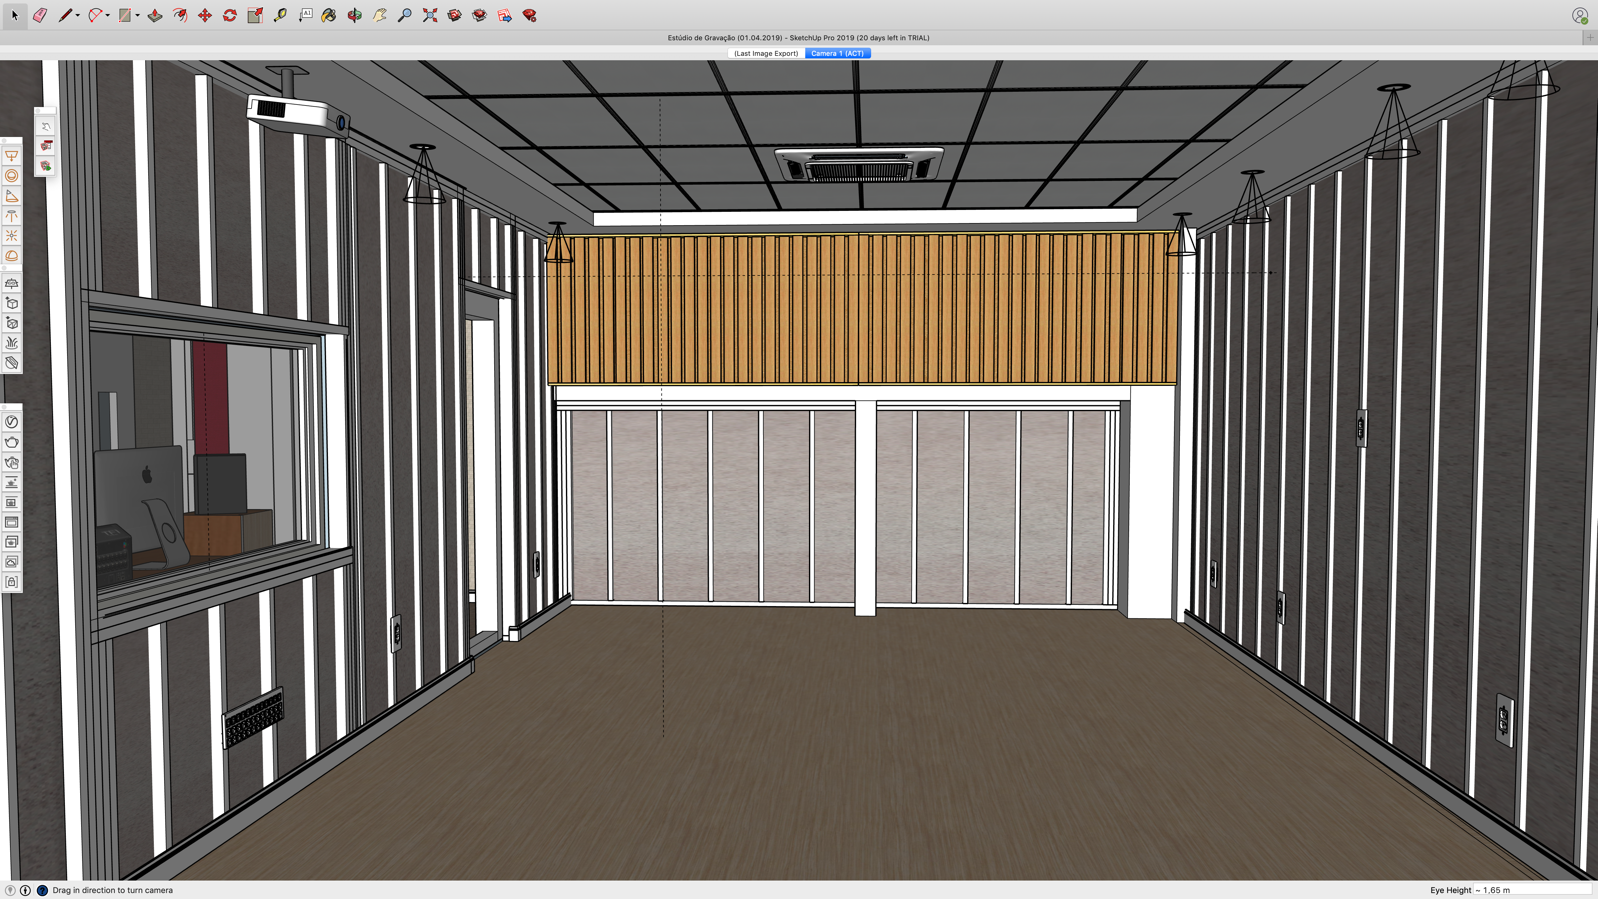 A1
Estúdio de Gravação (01.04.2019) - SketchUp Pro 2019 (20 days left in TRIAL)
(Last Image Export)
Camera 1 (ACT)
Drag in direction to turn camera
Eye Height
~ 1,65 m